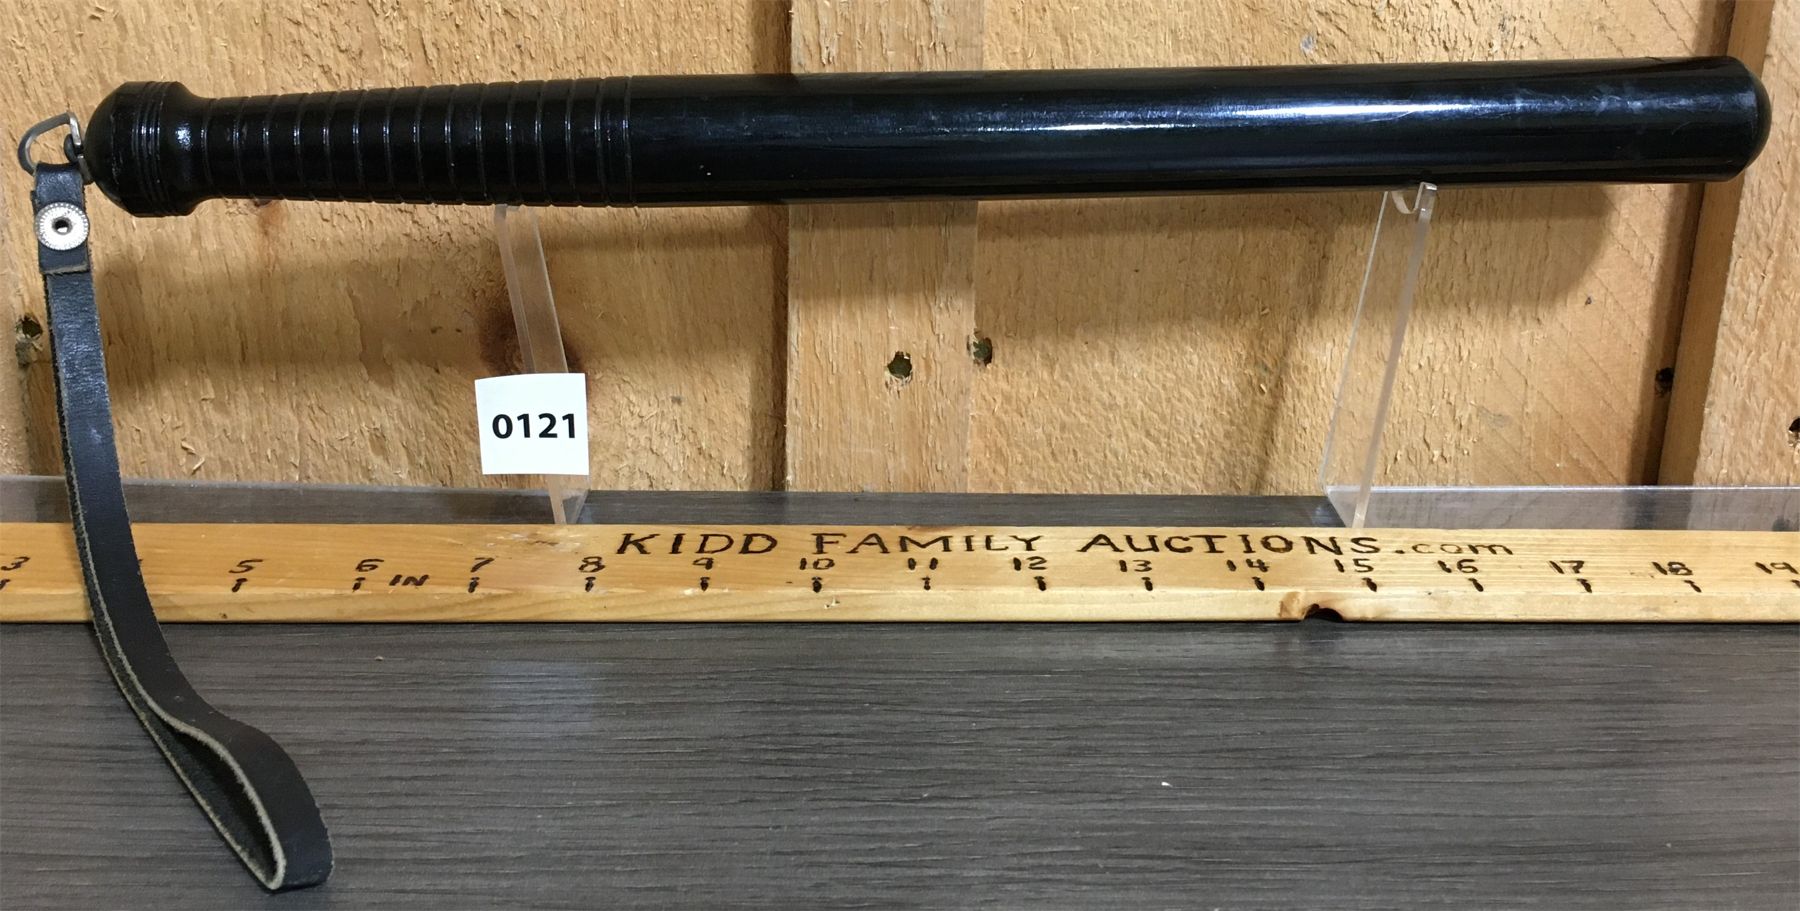 0121
KIDD FAMILY AUCTIONS.com
3 5 6 IN 7 8 9 10 11 12 13 14 15 16 17 18 19